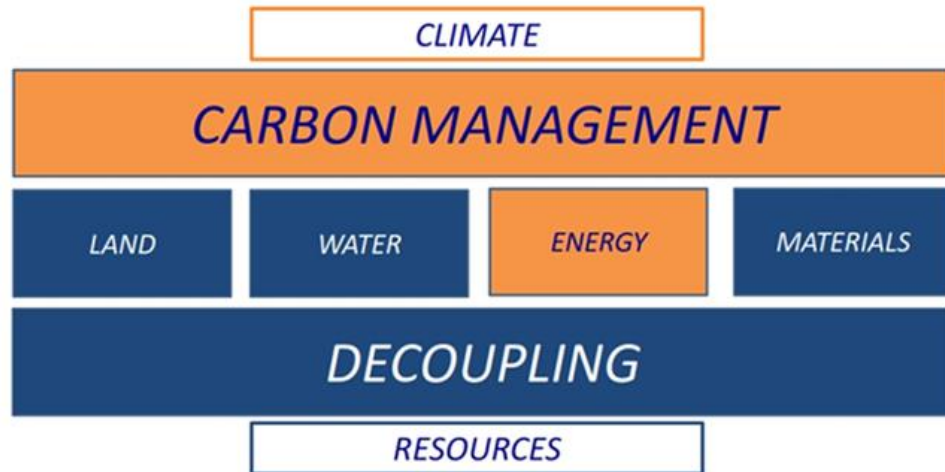 CLIMATE
CARBON MANAGEMENT
LAND WATER ENERGY MATERIALS
DECOUPLING
RESOURCES